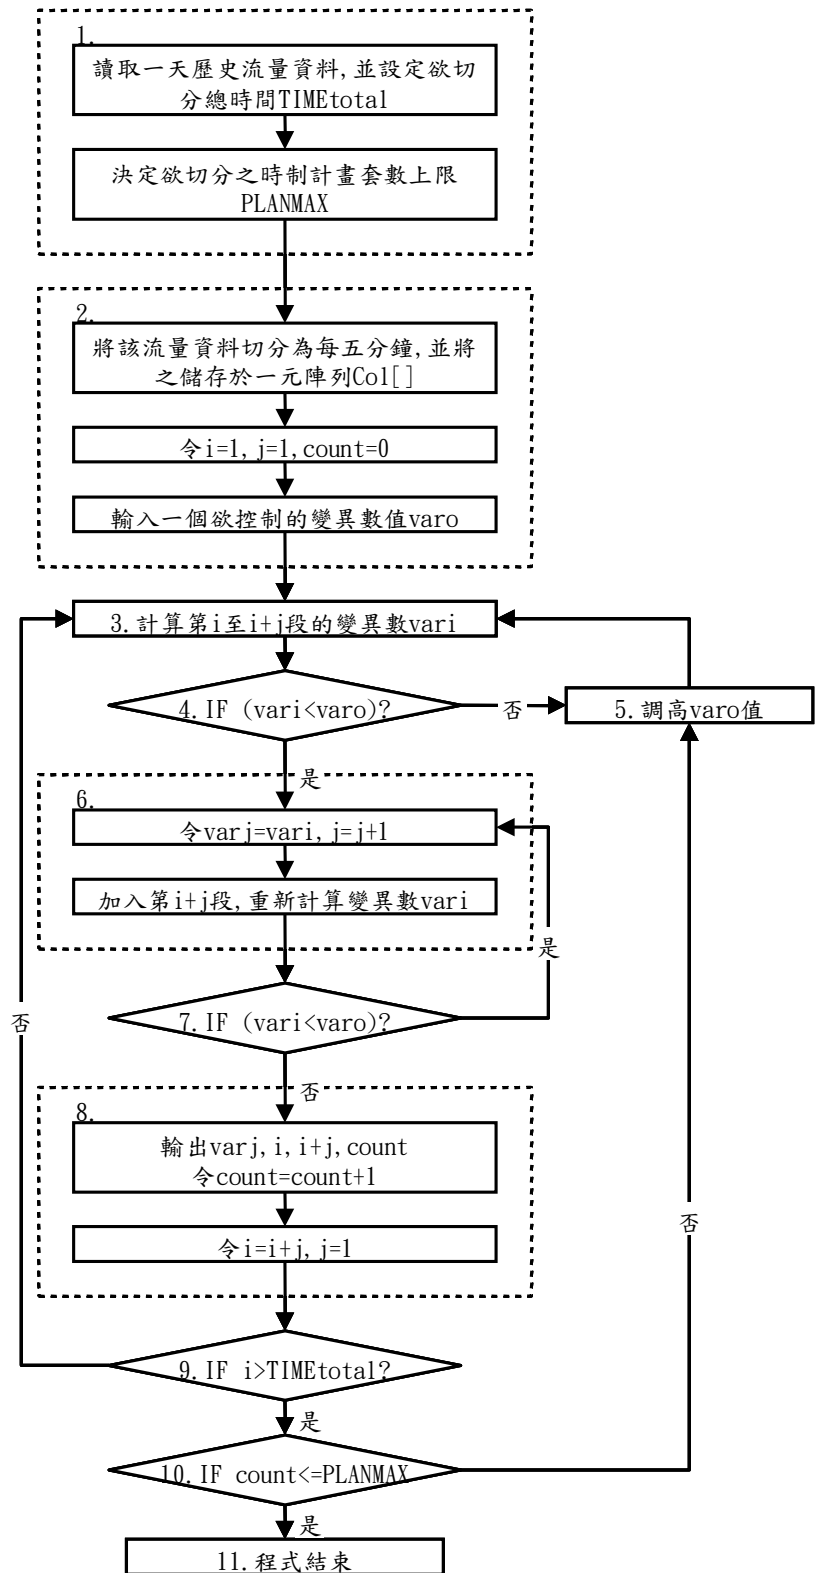 1.
讀取一天歷史流量資料,並設定欲切
分總時間TIMEtotal
決定欲切分之時制計畫套數上限
PLANMAX
2.
將該流量資料切分為每五分鐘,並將
之儲存於一元陣列Col[]
令i=1,j=1,count=0
輸入一個欲控制的變異數值varo
3.計算第i至i+j段的變異數vari
4.IF (vari<varo)?
否
5.調高varo值
是
6.
令varj=vari,j=j+1
加入第i+j段,重新計算變異數vari
是
7.IF (vari<varo)?
否
否
8.
輸出varj,i,i+j,count
令count=count+1
令i=i+j,j=1
否
9.IF i>TIMEtotal?
是
10.IF count<=PLANMAX
是
11.程式結束